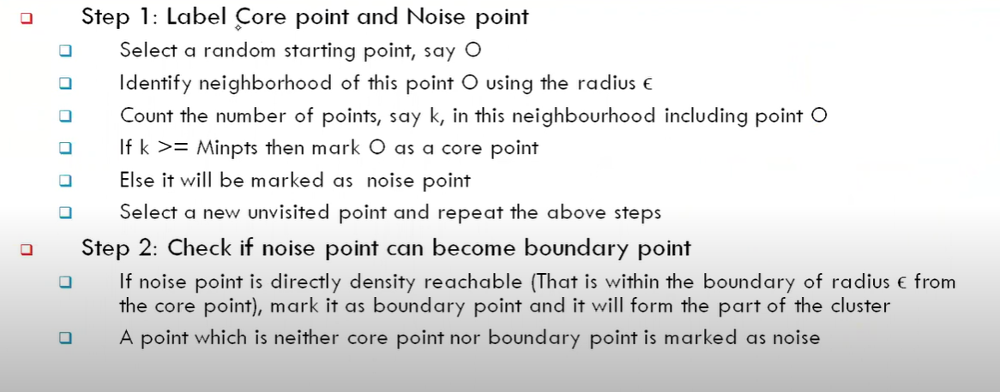 Step 1: Label Core point and Noise point
Select a random starting point, say O
Identify neighborhood of this point O using the radius ϵ
Count the number of points, say k, in this neighbourhood including point O
If k >= Minpts then mark O as a core point
Else it will be marked as noise point
Select a new unvisited point and repeat the above steps
Step 2: Check if noise point can become boundary point
If noise point is directly density reachable (That is within the boundary of radius ϵ from
the core point), mark it as boundary point and it will form the part of the cluster
A point which is neither core point nor boundary point is marked as noise